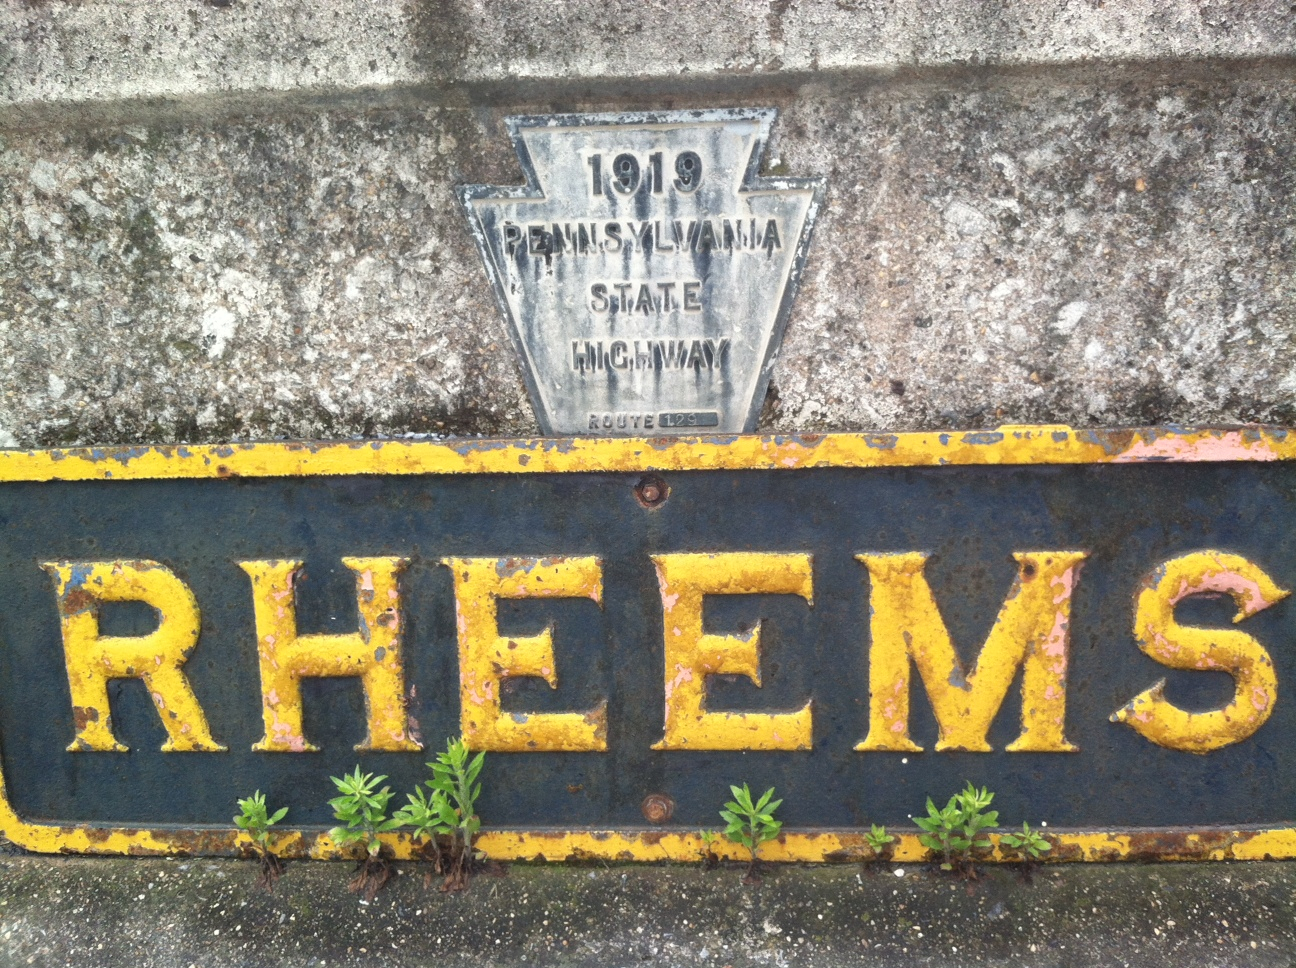 1919
PENNSYLVANIA
STATE
HIGHWAY
ROUTE 129
RHEEMS